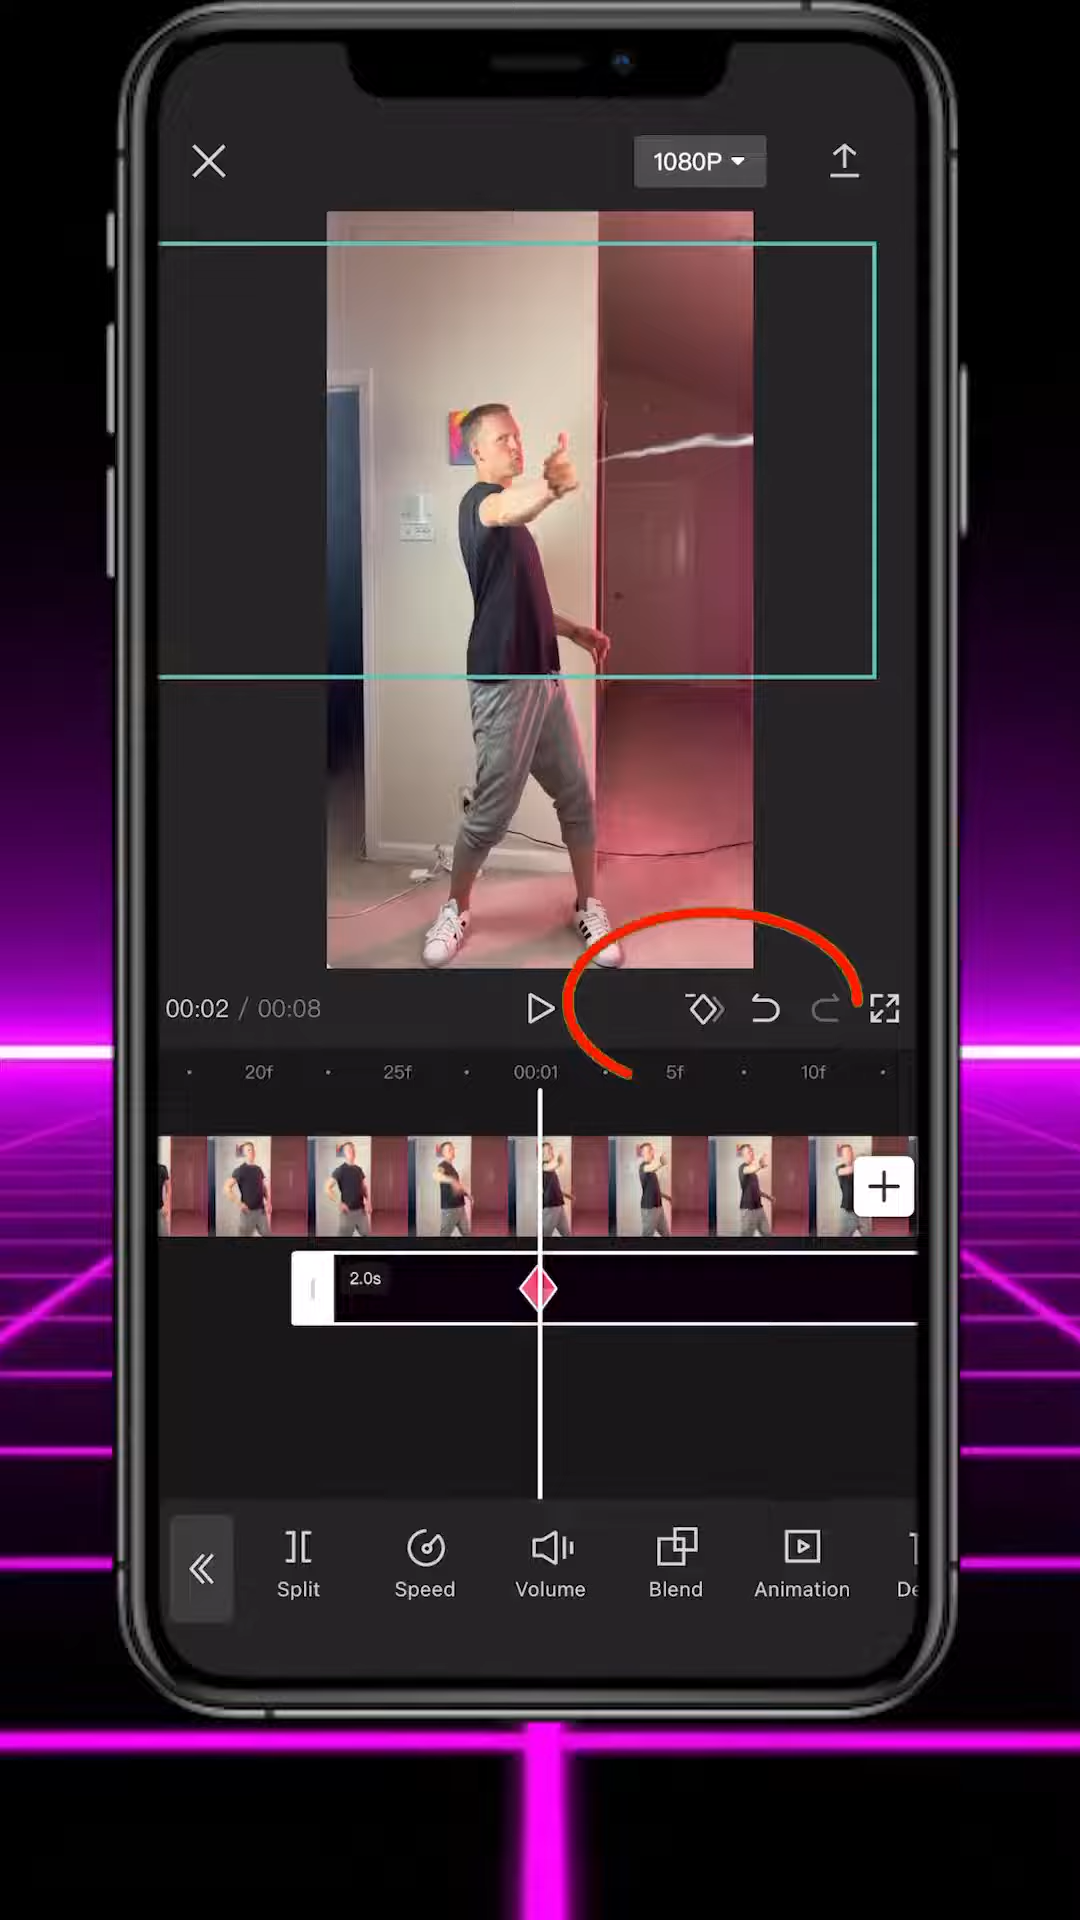 1080P
00:02 / 00:08
20f 25f 00:01 5f 10f
2.0s
Split Speed Volume Blend Animation